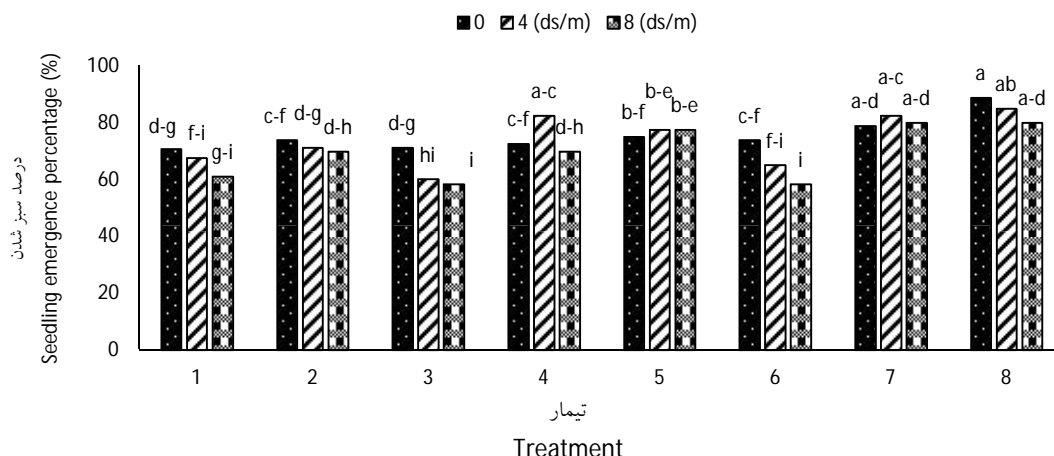 0 4 (ds/m) 8 (ds/m)
درصد سبز شدن
Seedling emergence percentage (%)
100
80
60
40
20
0
d-g f-i g-i
c-f d-g d-h
d-g hi i
c-f a-c d-h
b-f b-e b-e
c-f f-i i
a-d a-c a-d
a ab a-d
1 2 3 4 5 6 7 8
تیمار
Treatment